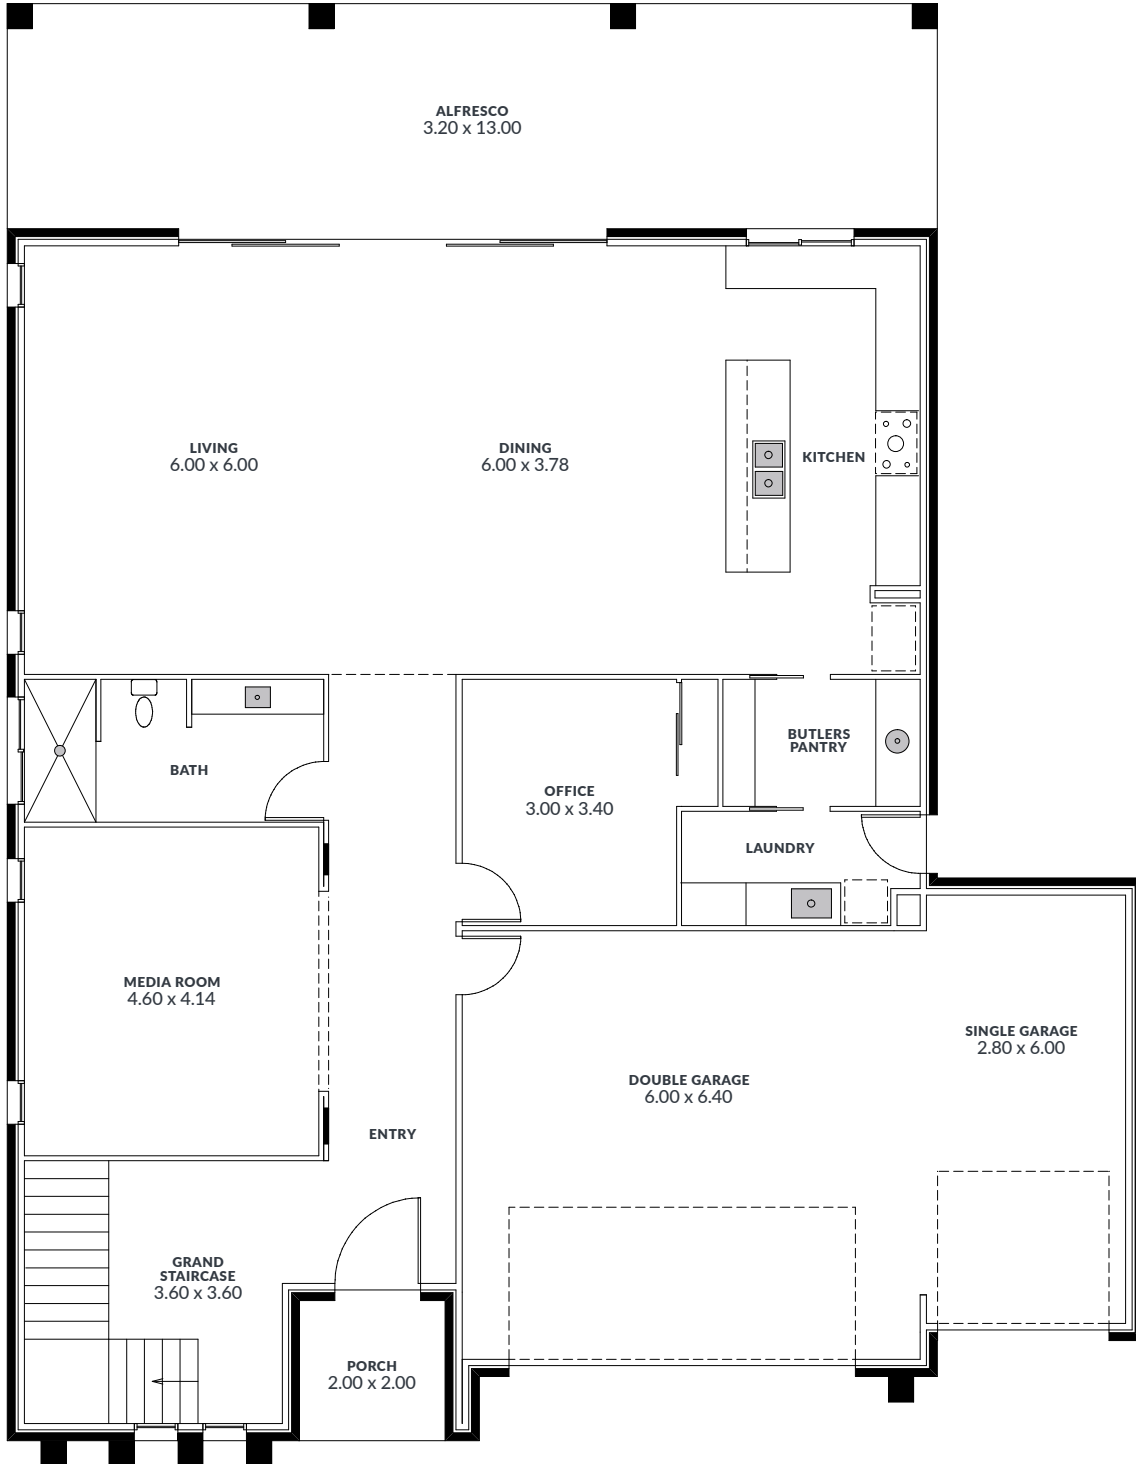 ALFRESCO
3.20 x 13.00
LIVING
6.00 x 6.00
DINING
6.00 x 3.78
KITCHEN
BATH
OFFICE
3.00 x 3.40
BUTLERS
PANTRY
LAUNDRY
MEDIA ROOM
4.60 x 4.14
SINGLE GARAGE
2.80 x 6.00
DOUBLE GARAGE
6.00 x 6.40
ENTRY
GRAND
STAIRCASE
3.60 x 3.60
PORCH
2.00 x 2.00